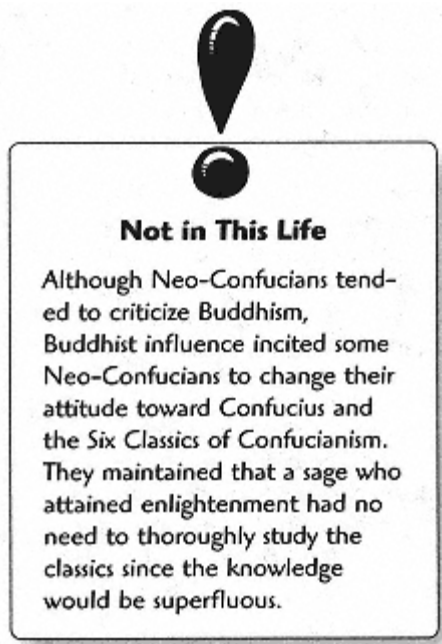 Not in This Life
Although Neo-Confucians tend-
ed to criticize Buddhism,
Buddhist influence incited some
Neo-Confucians to change their
attitude toward Confucius and
the Six Classics of Confucianism.
They maintained that a sage who
attained enlightenment had no
need to thoroughly study the
classics since the knowledge
would be superfluous.